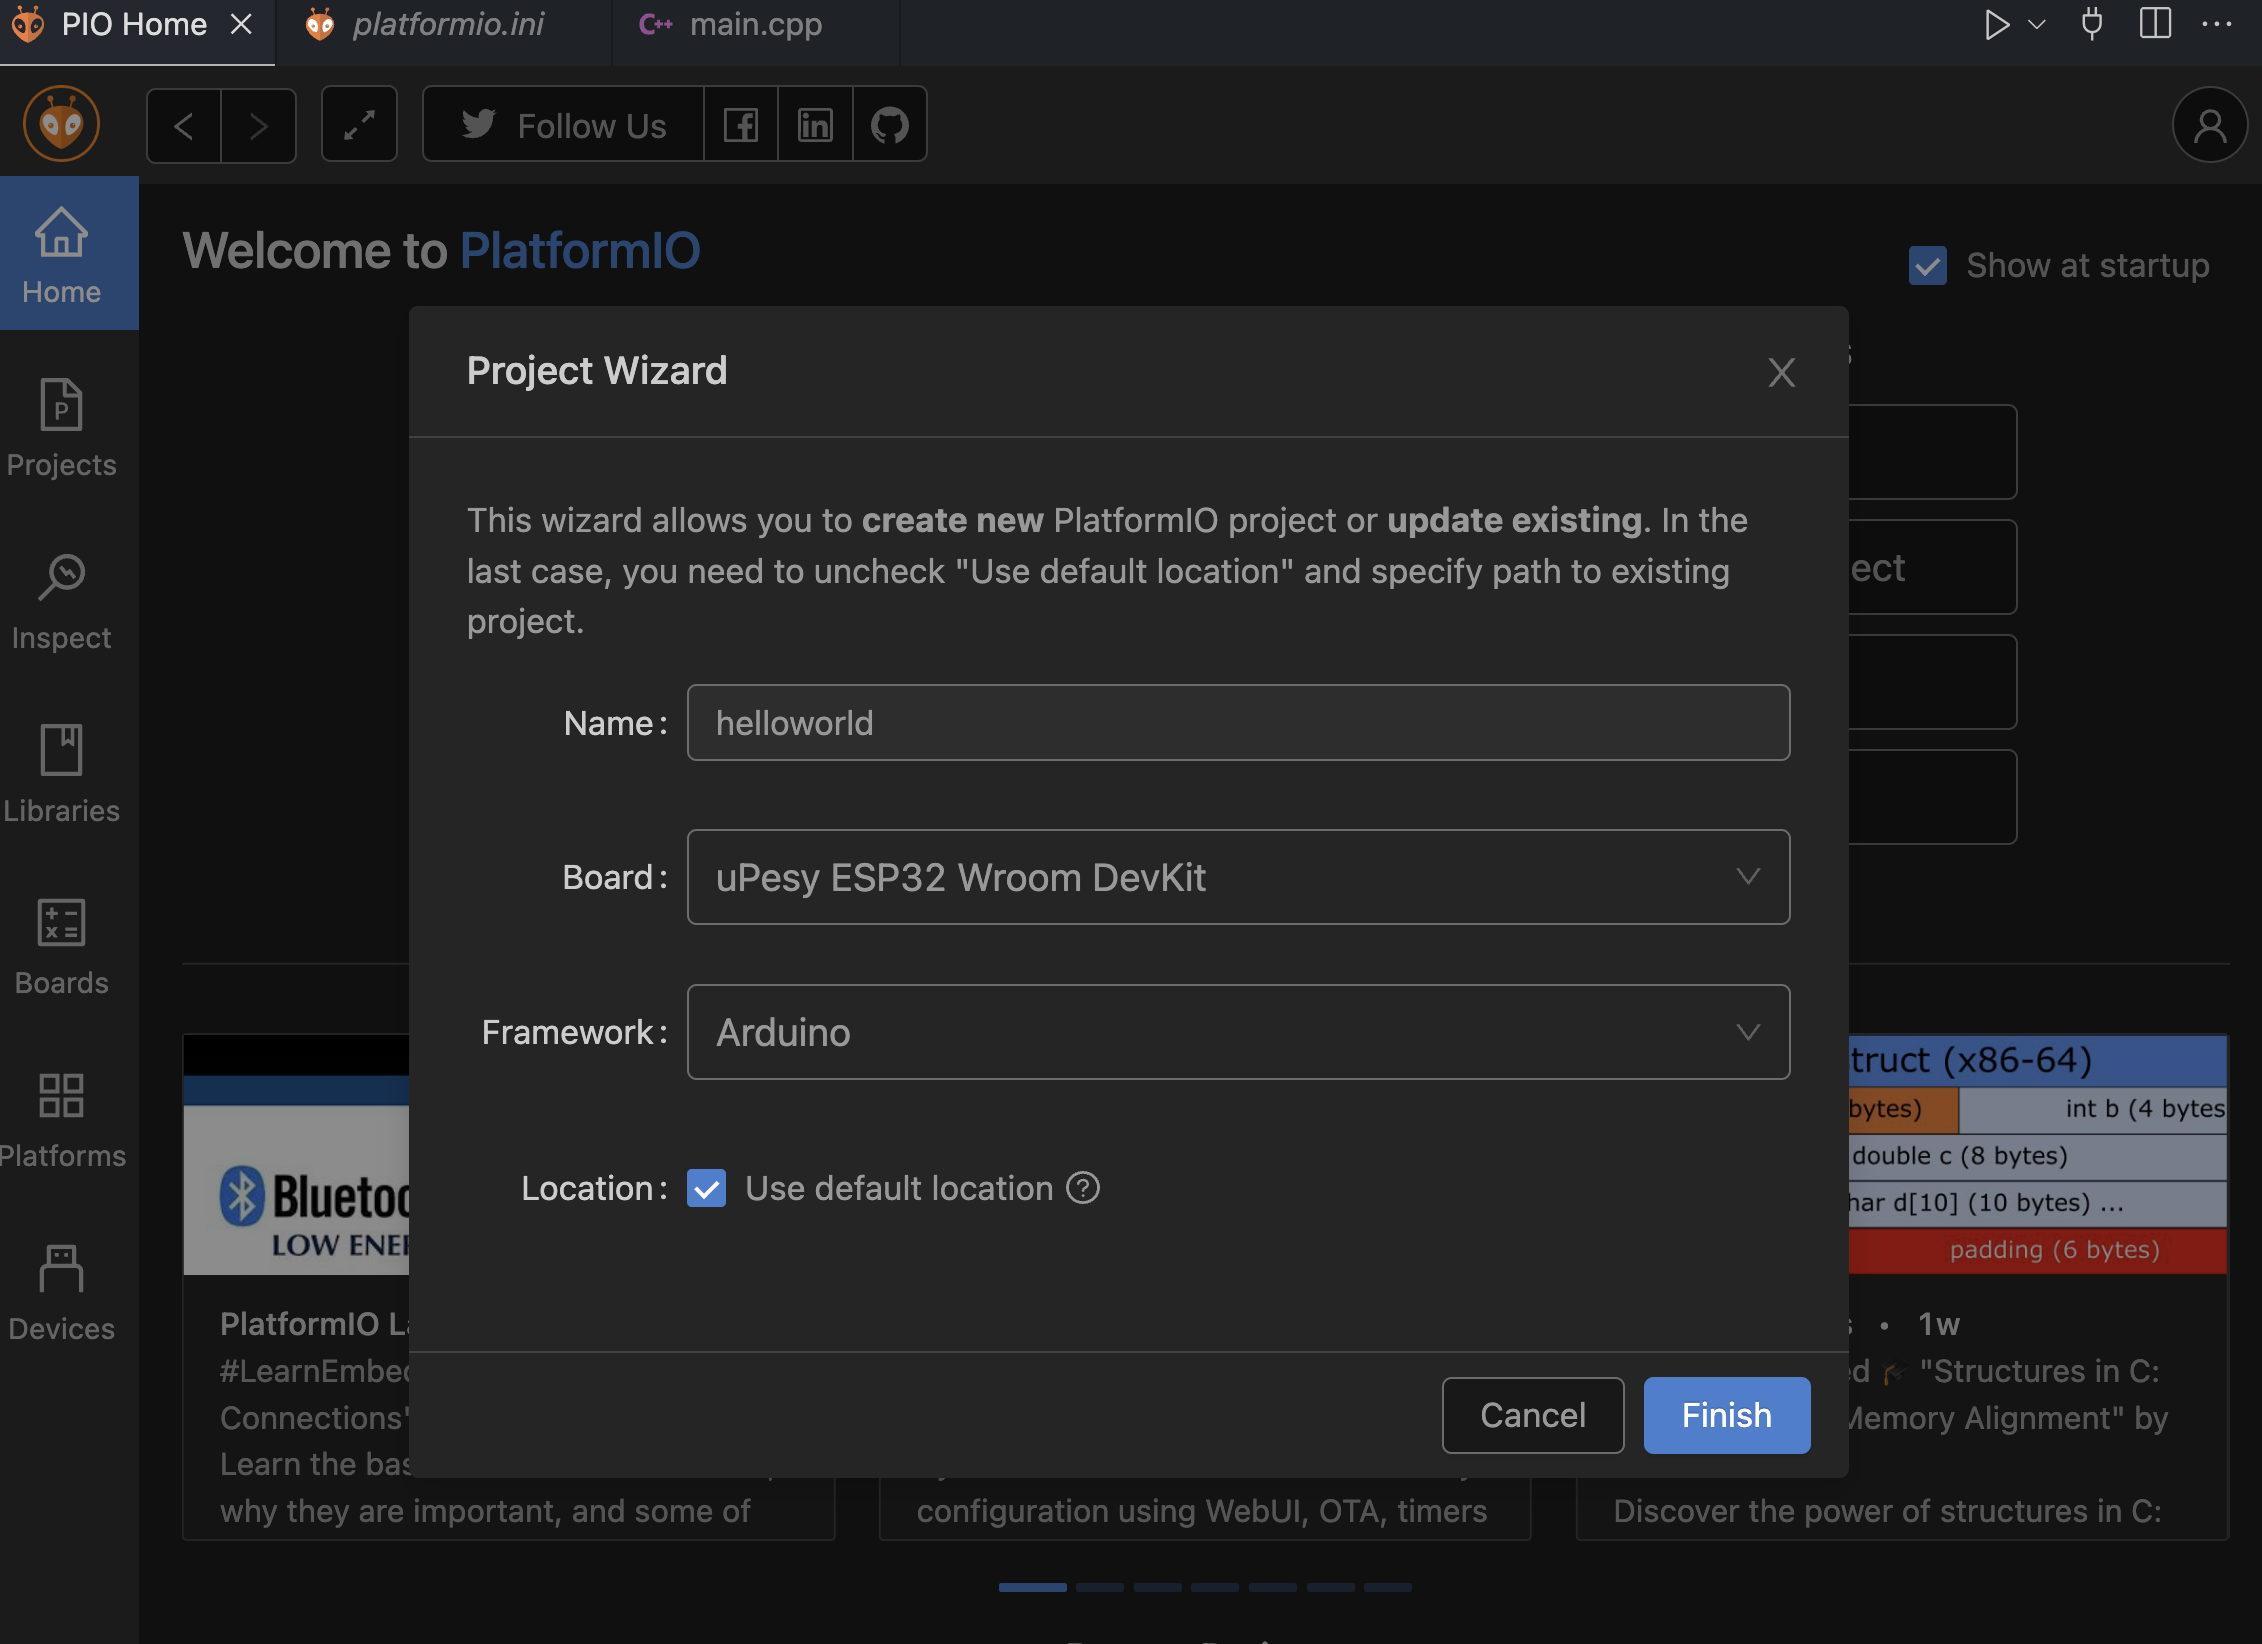 PIO Home
platformio.ini
C++ main.cpp
Follow Us
Home
Projects
Inspect
Libraries
Boards
Platforms
Devices
Welcome to PlatformIO
Show at startup
Project Wizard
This wizard allows you to create new PlatformIO project or update existing. In the
last case, you need to uncheck "Use default location" and specify path to existing
project.
Name:
helloworld
Board:
uPesy ESP32 Wroom DevKit
Framework:
Arduino
Location:
Use default location
Cancel
Finish
ect
LOW ENER
PlatformIO La
#LearnEmbed
Connections"
Learn the bas
why they are important, and some of
configuration using WebUI, OTA, timers
truct (x86-64)
bytes)
int b (4 bytes
double c (8 bytes)
har d[10] (10 bytes) ...
padding (6 bytes)
s • 1w
ed "Structures in C:
Memory Alignment" by
Discover the power of structures in C: